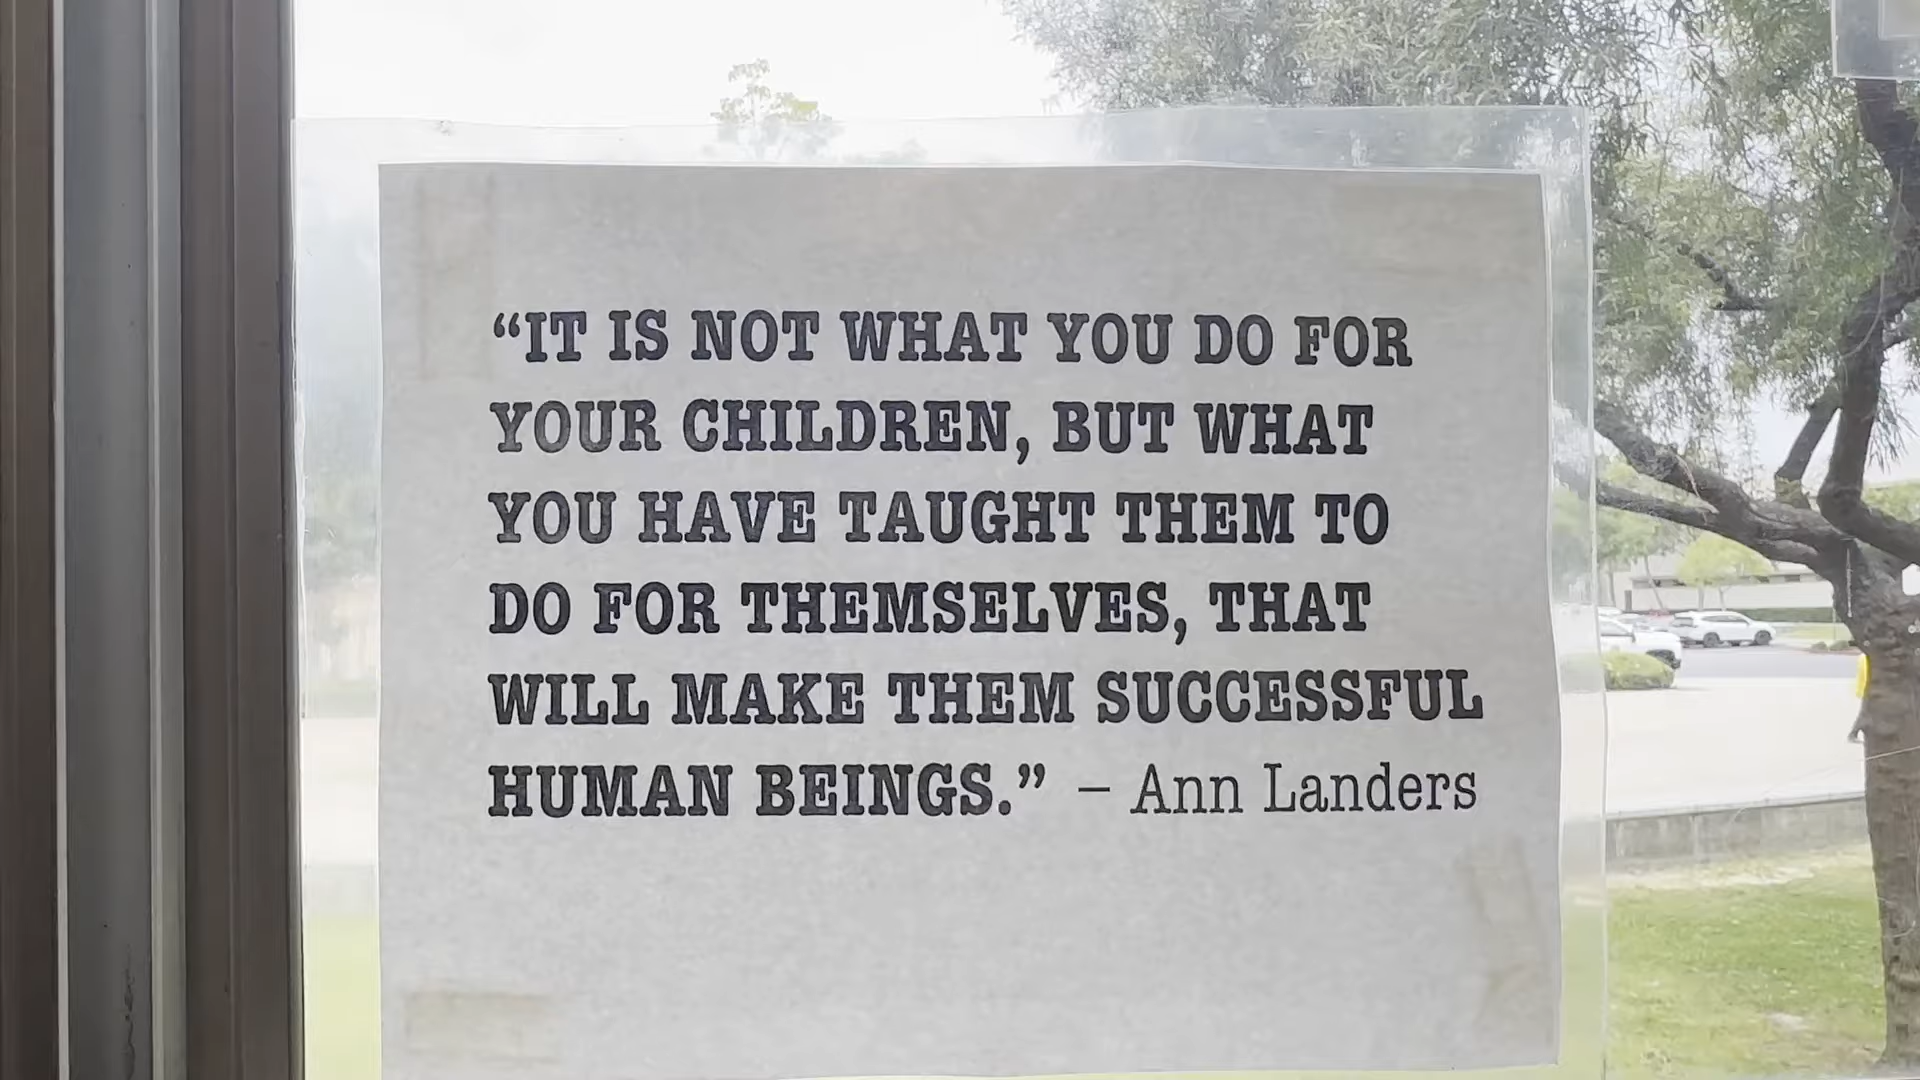 “IT IS NOT WHAT YOU DO FOR
YOUR CHILDREN, BUT WHAT
YOU HAVE TAUGHT THEM TO
DO FOR THEMSELVES, THAT
WILL MAKE THEM SUCCESSFUL
HUMAN BEINGS.” – Ann Landers